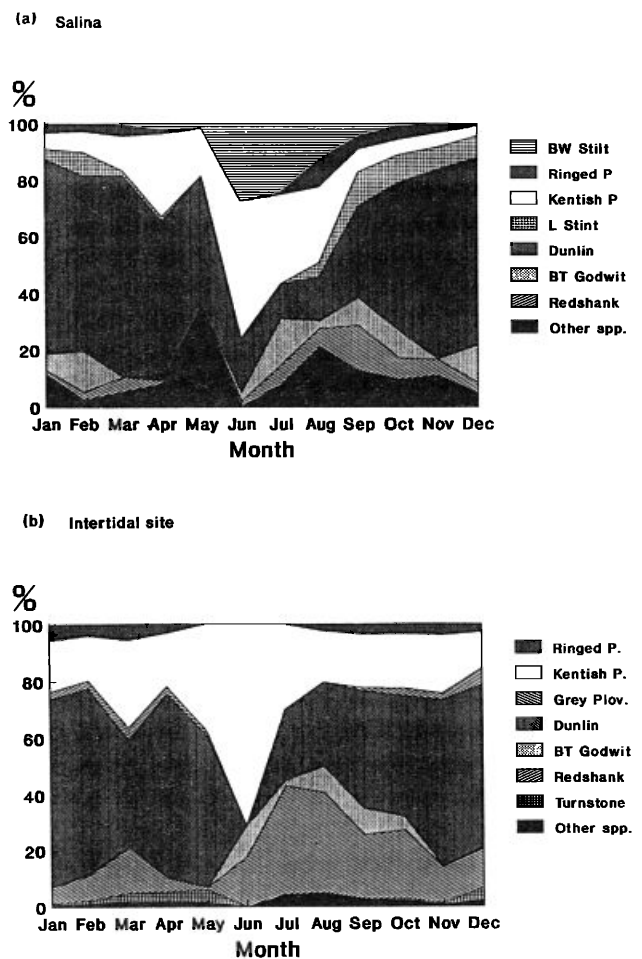 (a) Salina
%
100
80
60
40
20
0
Jan Feb Mar Apr May Jun Jul Aug Sep Oct Nov Dec
Month
BW Stilt
Ringed P
Kentish P
L Stint
Dunlin
BT Godwit
Redshank
Other spp.
(b) Intertidal site
%
100
80
60
40
20
0
Jan Feb Mar Apr May Jun Jul Aug Sep Oct Nov Dec
Month
Ringed P.
Kentish P.
Grey Plov.
Dunlin
BT Godwit
Redshank
Turnstone
Other spp.